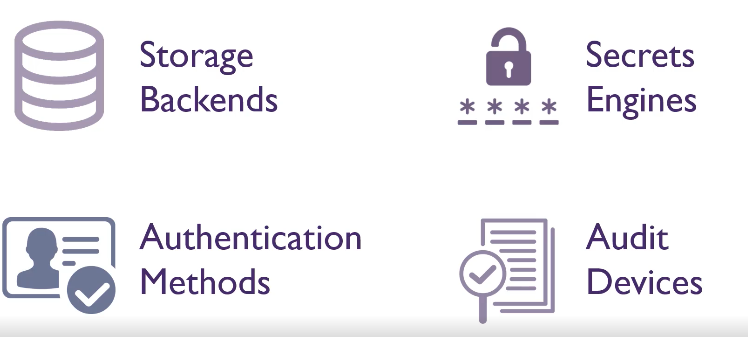 Storage
Backends
Secrets
Engines
* * * *
Authentication
Methods
Audit
Devices